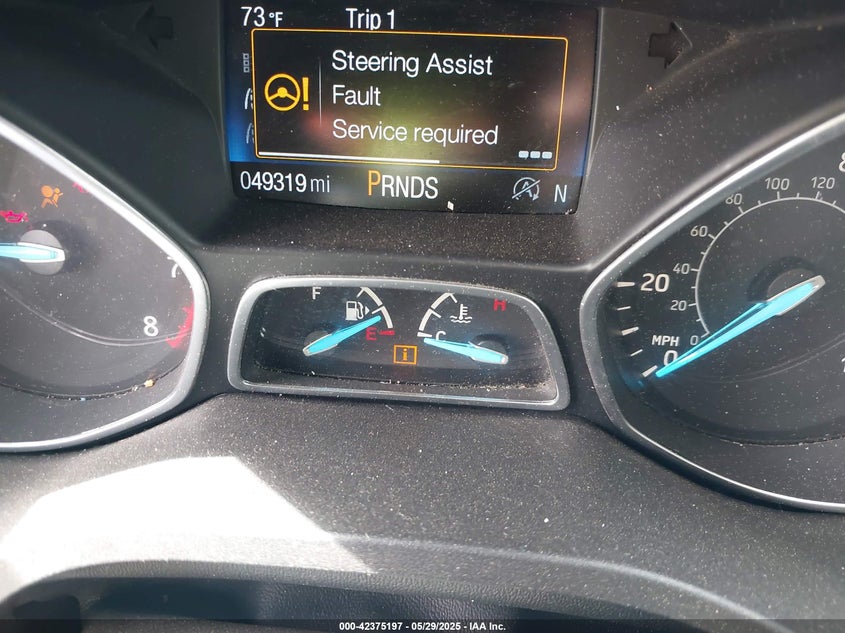 73°F Trip 1
Steering Assist
Fault
Service required
049319 mi PRNDS N
F H
E C
7
8
80 100 120
60
40
20
0
20
MPH
0
000-42375197 - 05/29/2025 - IAA Inc.